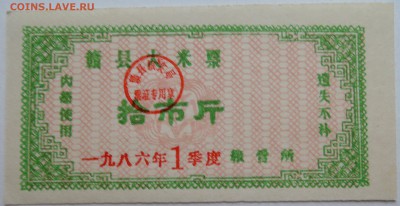 COINS.LAVE.RU
赣县大米票
内部使用
遗失不补
拾市斤
一九八六年1季度 粮管所